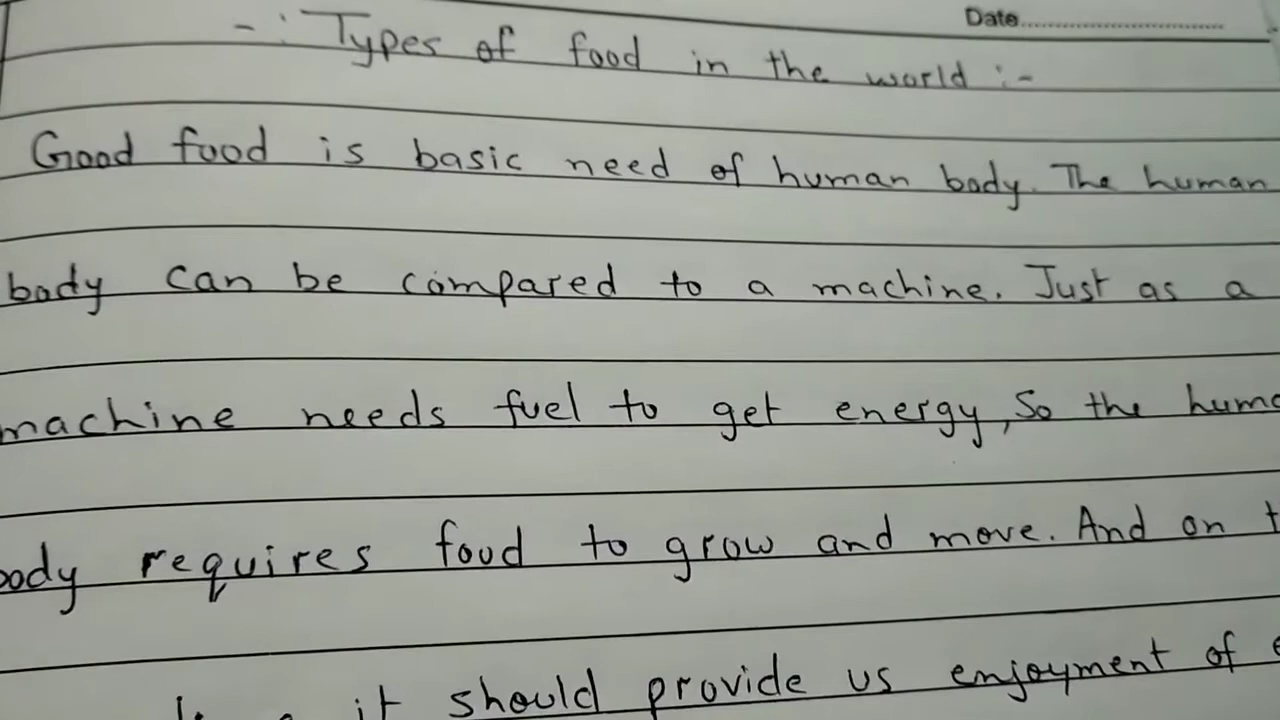 Date
-: Types of food in the world :-
Good food is basic need of human body. The human
body can be compared to a machine. Just as a
machine needs fuel to get energy, So the
body requires food to grow and move. And on
it should provide us enjoyment of